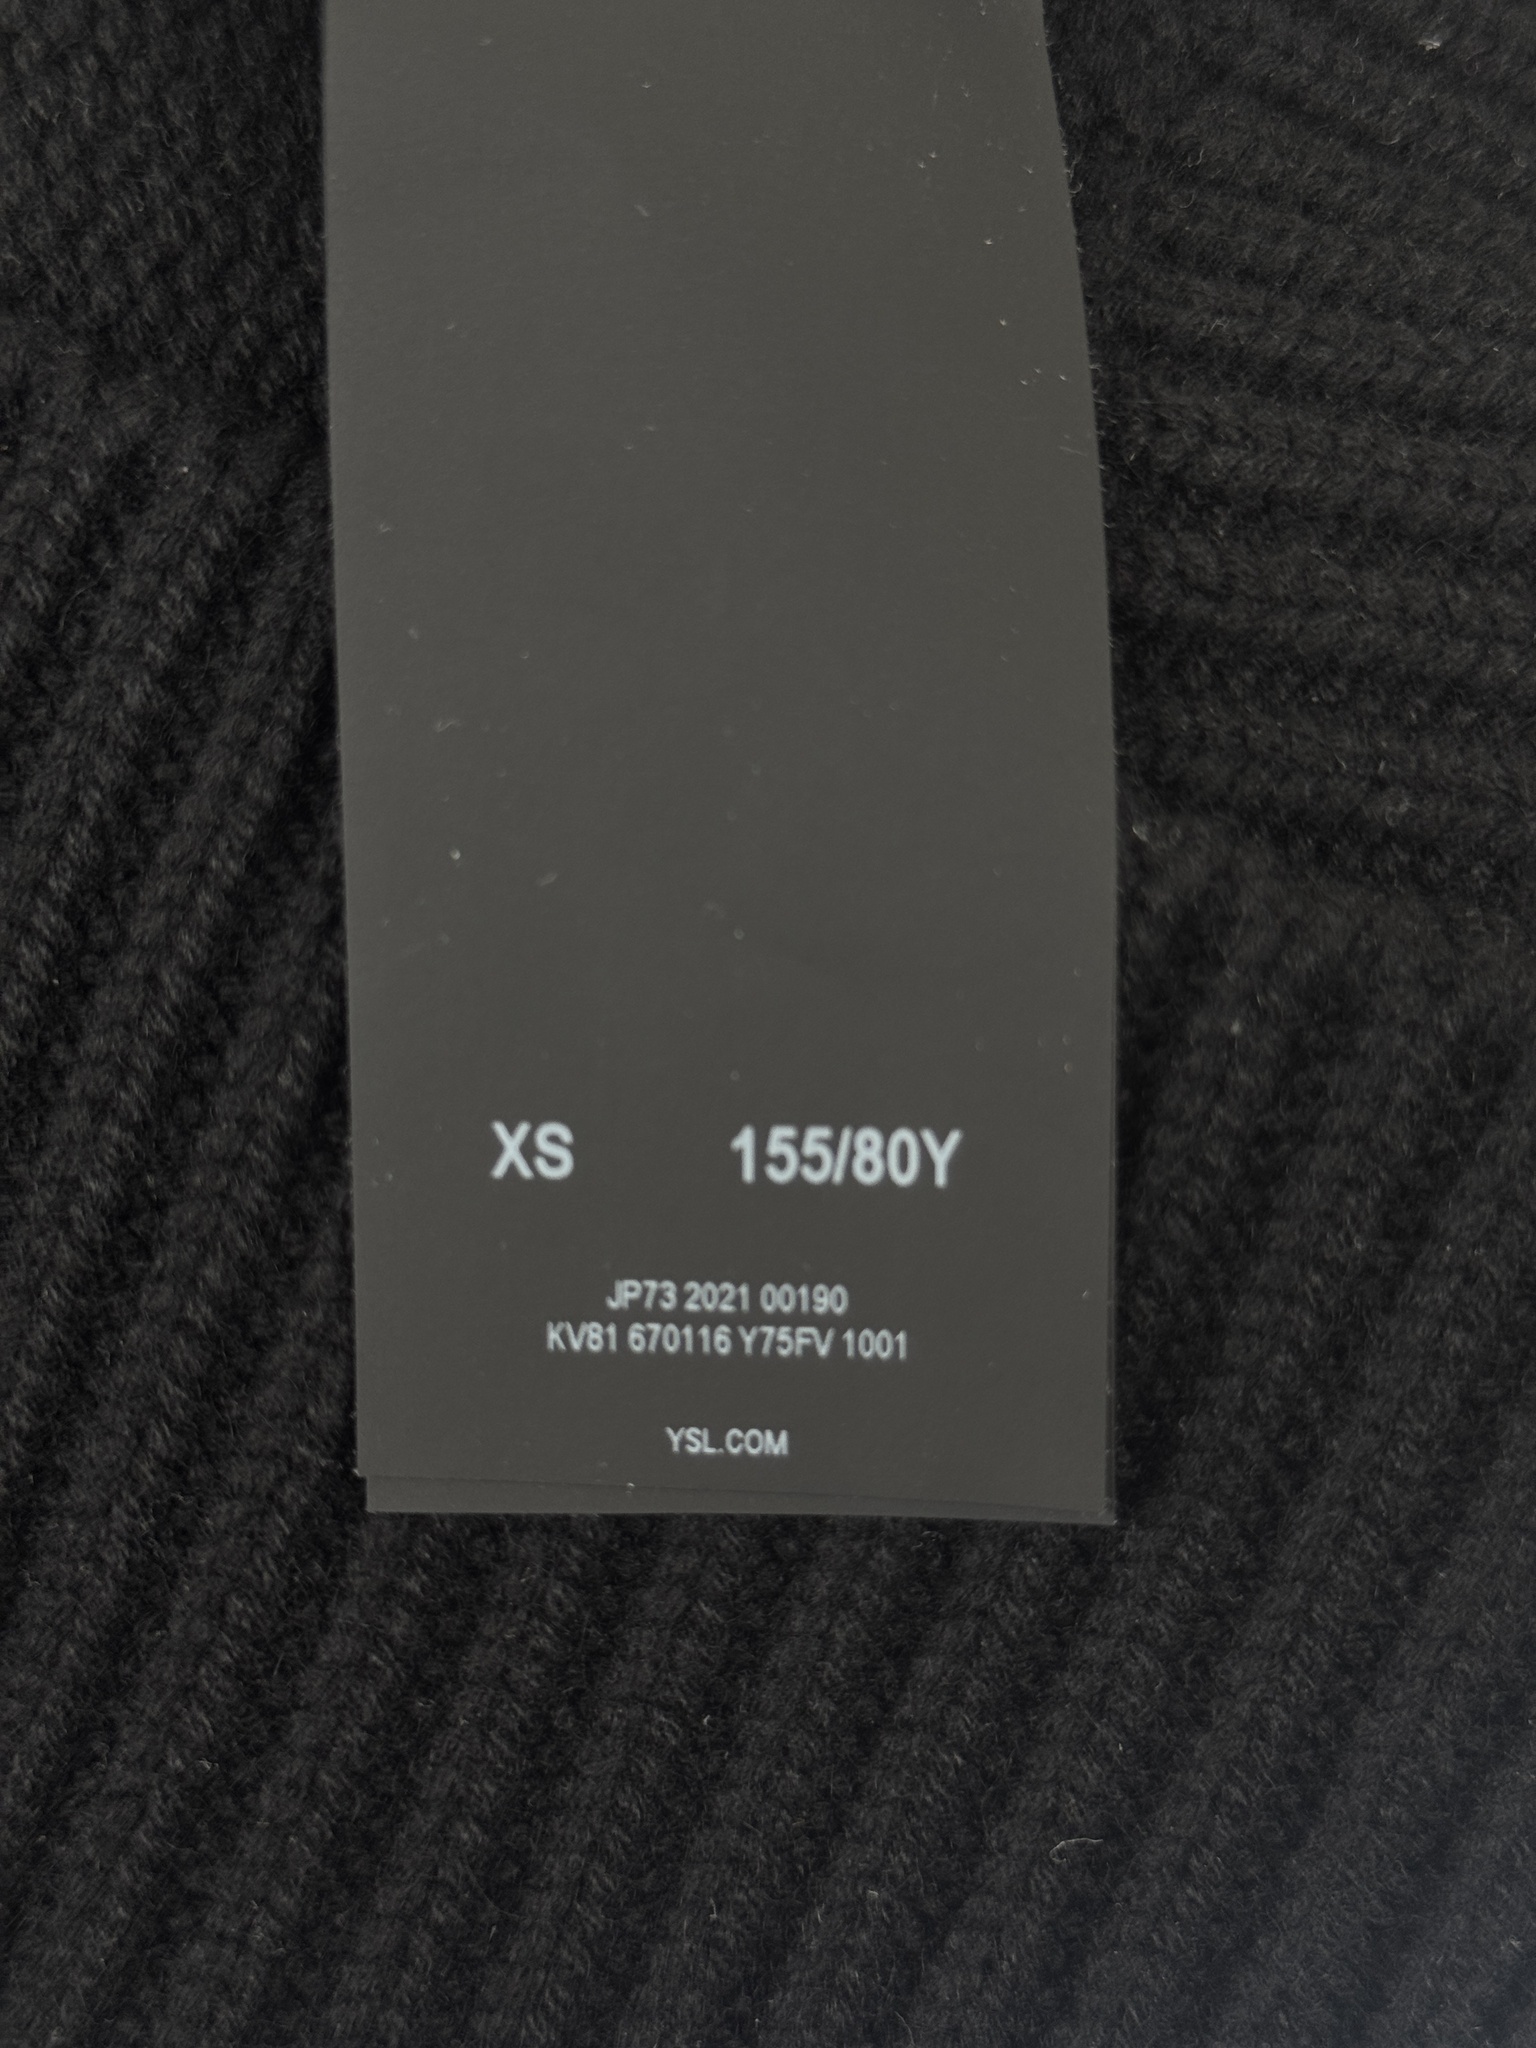 XS 155/80Y
JP73 2021 00190
KV81 670116 Y75FV 1001
YSL.COM